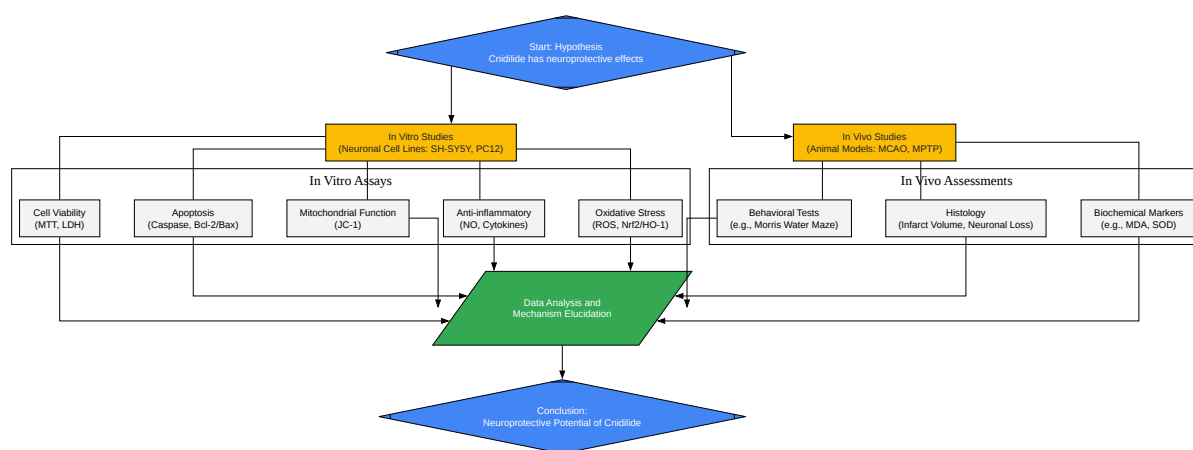 Start: Hypothesis
Cnidilide has neuroprotective effects
In Vitro Studies
(Neuronal Cell Lines: SH-SY5Y, PC12)
In Vivo Studies
(Animal Models: MCAO, MPTP)
In Vitro Assays
In Vivo Assessments
Cell Viability
(MTT, LDH)
Apoptosis
(Caspase, Bcl-2/Bax)
Mitochondrial Function
(JC-1)
Anti-inflammatory
(NO, Cytokines)
Oxidative Stress
(ROS, Nrf2/HO-1)
Behavioral Tests
(e.g., Morris Water Maze)
Histology
(Infarct Volume, Neuronal Loss)
Biochemical Markers
(e.g., MDA, SOD)
Data Analysis and
Mechanism Elucidation
Conclusion:
Neuroprotective Potential of Cnidilide